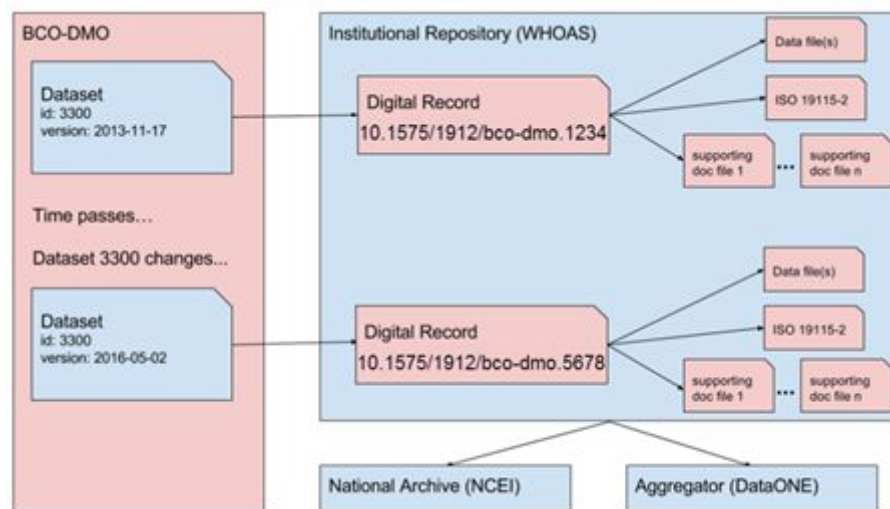 BCO-DMO
Dataset
id: 3300
version: 2013-11-17
Time passes…
Dataset 3300 changes...
Dataset
id: 3300
version: 2016-05-02
Institutional Repository (WHOAS)
Digital Record
10.1575/1912/bco-dmo.1234
Data file(s)
ISO 19115-2
supporting
doc file 1
...
supporting
doc file n
Digital Record
10.1575/1912/bco-dmo.5678
Data file(s)
ISO 19115-2
supporting
doc file 1
...
supporting
doc file n
National Archive (NCEI)
Aggregator (DataONE)